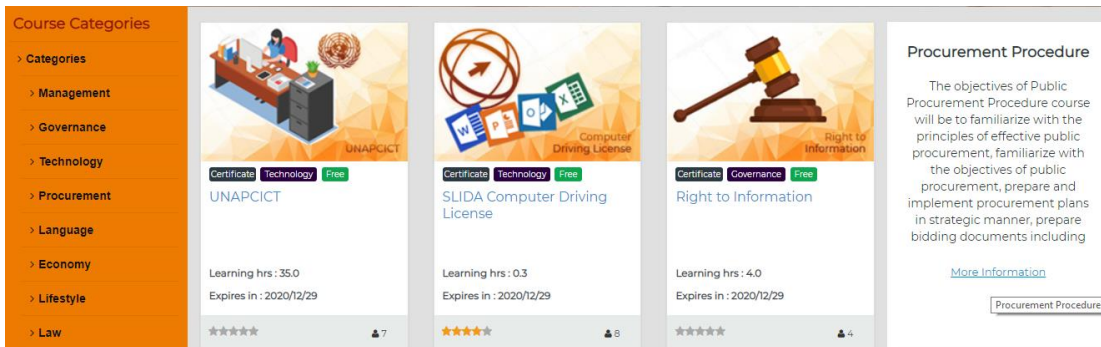 Course Categories
> Categories
> Management
> Governance
> Technology
> Procurement
> Language
> Economy
> Lifestyle
> Law
UNAPCICT
Certificate Technology Free
UNAPCICT
Learning hrs : 35.0
Expires in : 2020/12/29
7
W P O X
Computer
Driving License
Certificate Technology Free
SLIDA Computer Driving
License
Learning hrs : 0.3
Expires in : 2020/12/29
8
Right to
Information
Certificate Governance Free
Right to Information
Learning hrs : 4.0
Expires in : 2020/12/29
4
Procurement Procedure
The objectives of Public
Procurement Procedure course
will be to familiarize with the
principles of effective public
procurement, familiarize with
the objectives of public
procurement, prepare and
implement procurement plans
in strategic manner, prepare
bidding documents including
More Information
Procurement Procedure